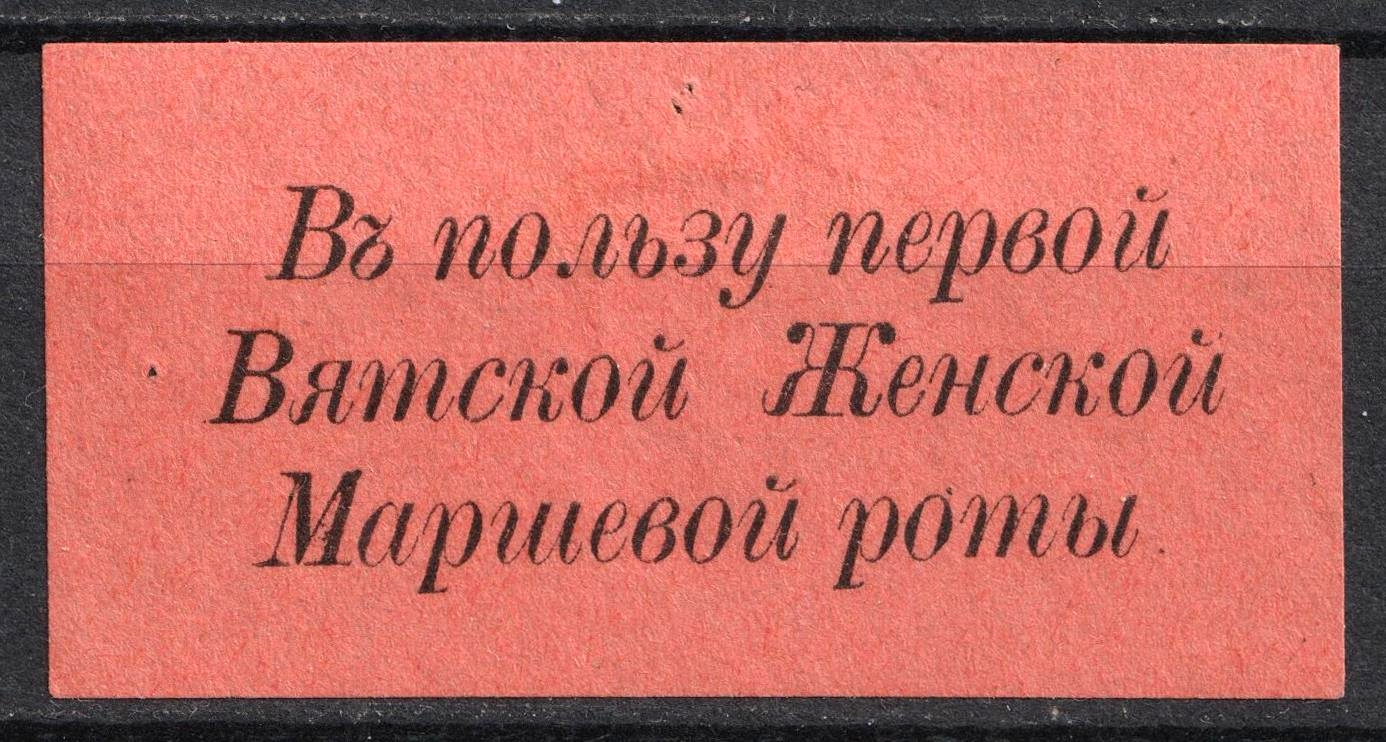 Въ пользу первой
Вятской Женской
Маршевой роты.